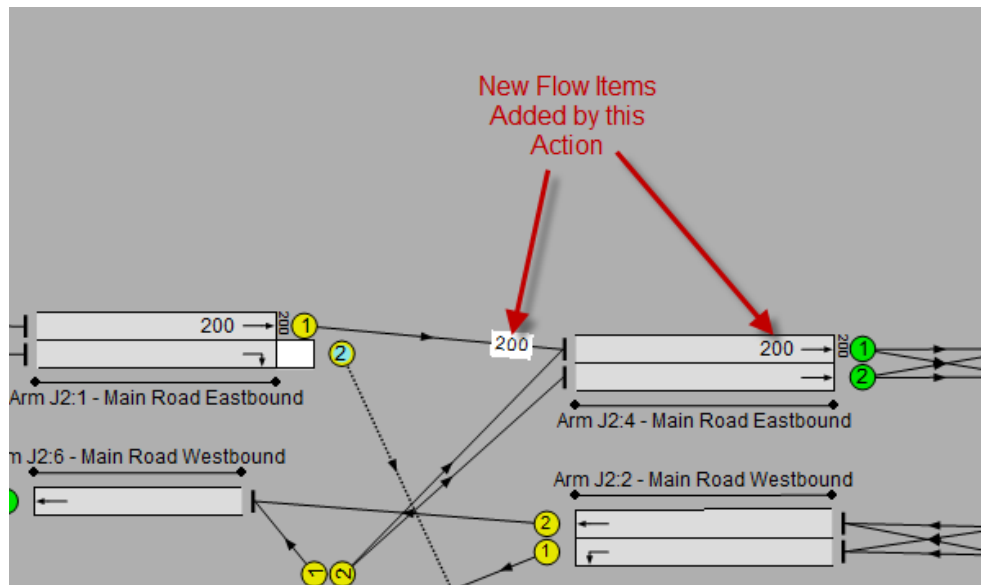 New Flow Items
Added by this
Action
200
200
1
200
200
200
1
2
2
Arm J2:1 - Main Road Eastbound
Arm J2:4 - Main Road Eastbound
m J2:6 - Main Road Westbound
Arm J2:2 - Main Road Westbound
2
1
1
2